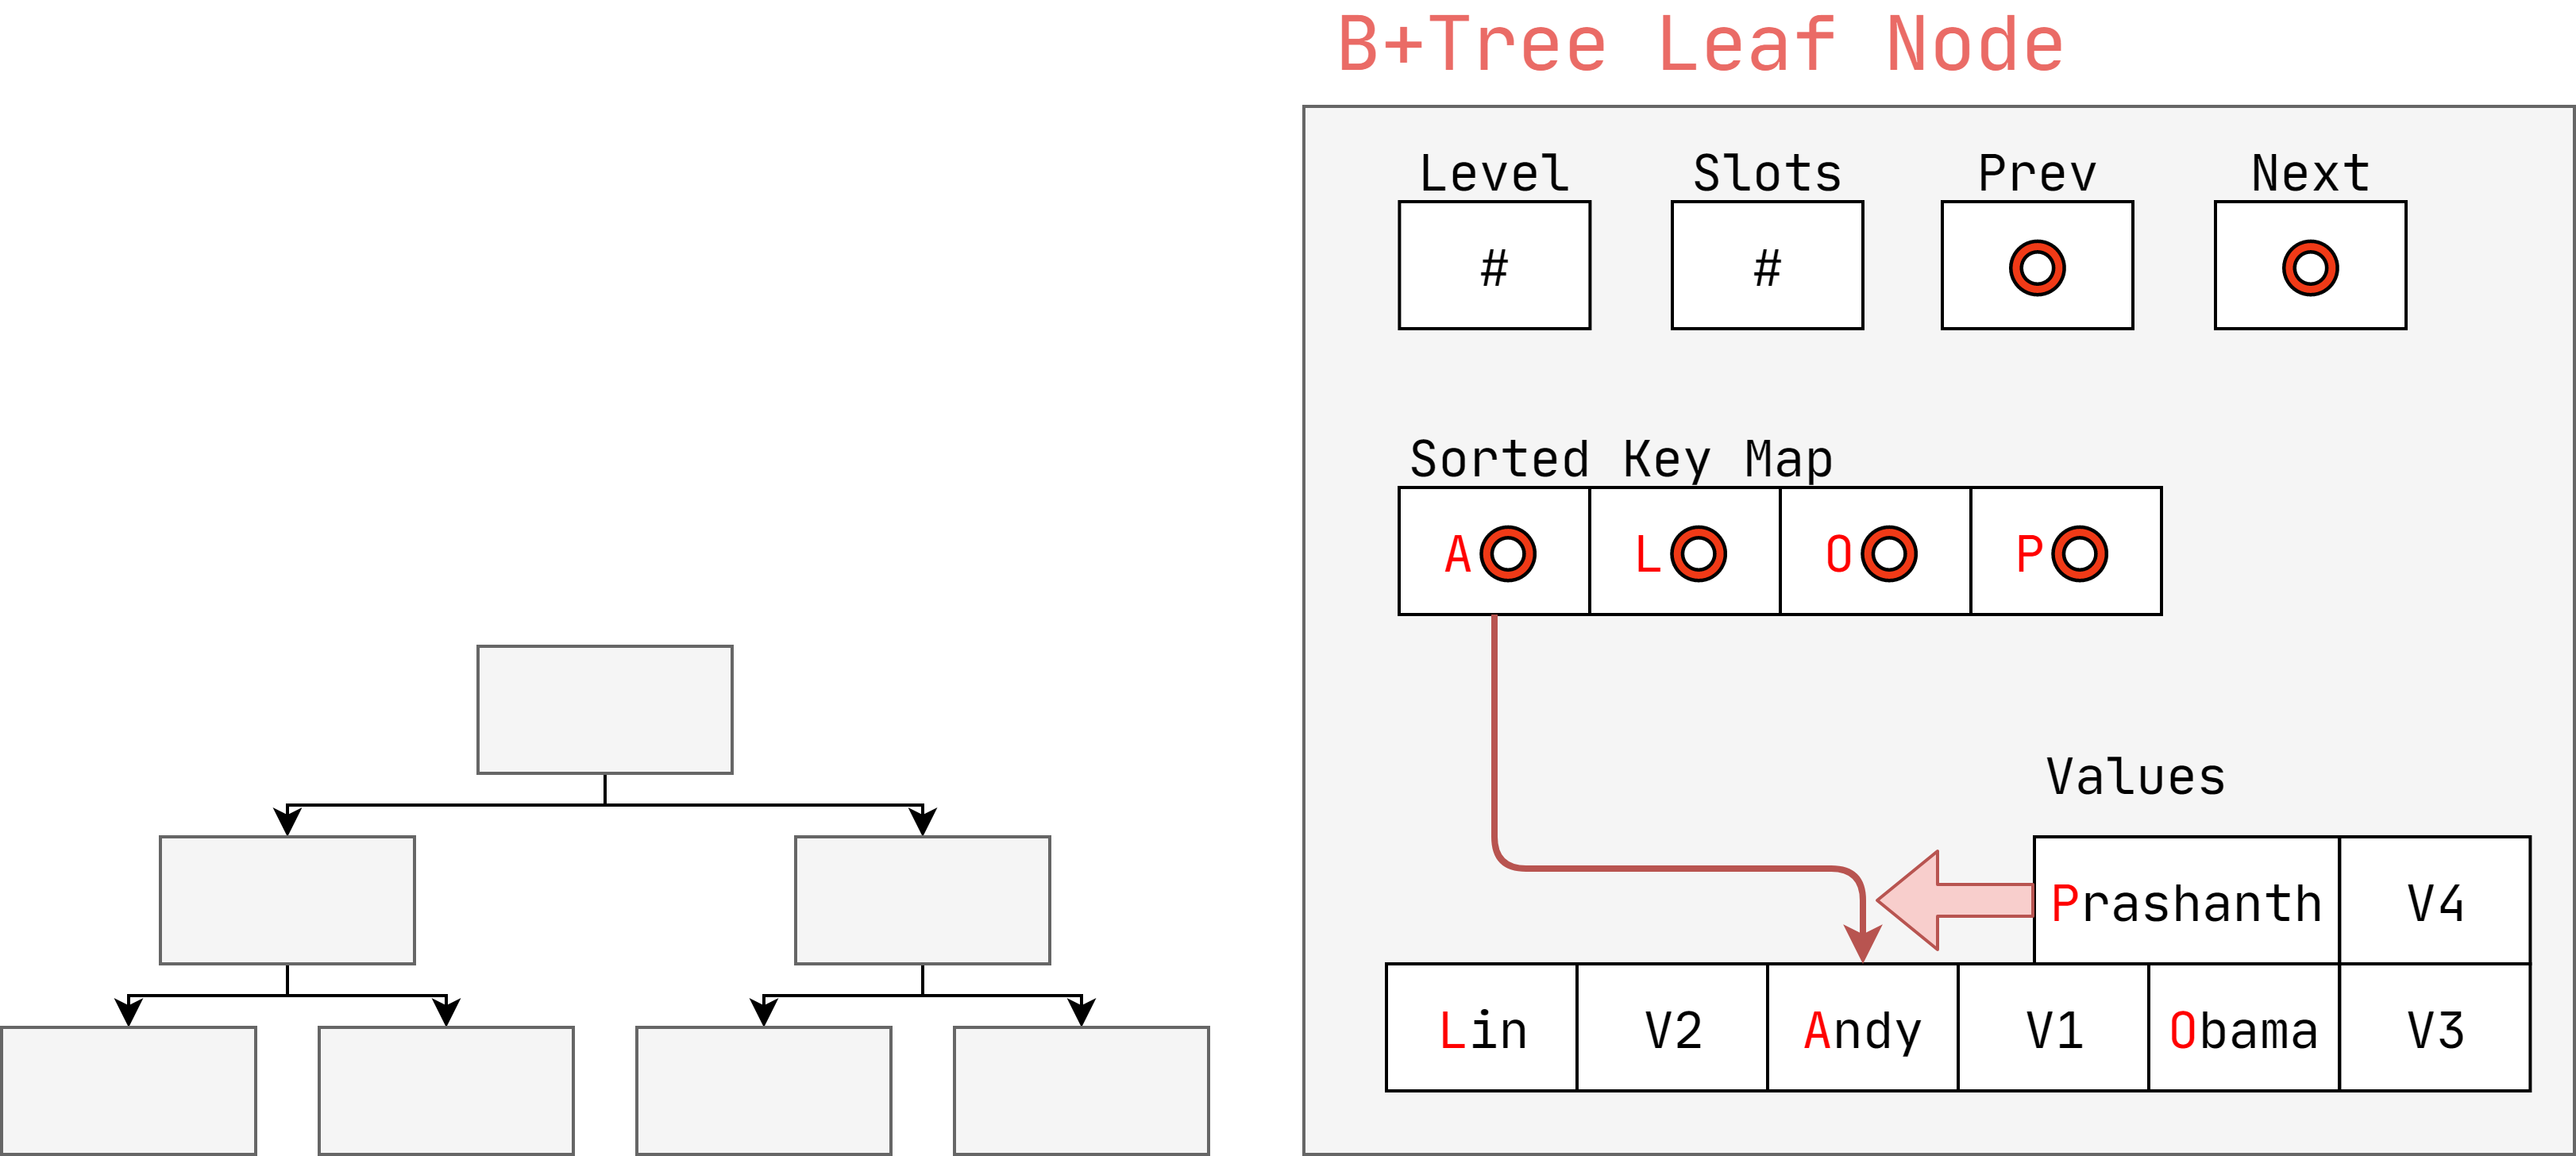 B+Tree Leaf Node
Level Slots Prev Next
# #
Sorted Key Map
A L O P
Values
Prashanth V4
Lin V2 Andy V1 Obama V3